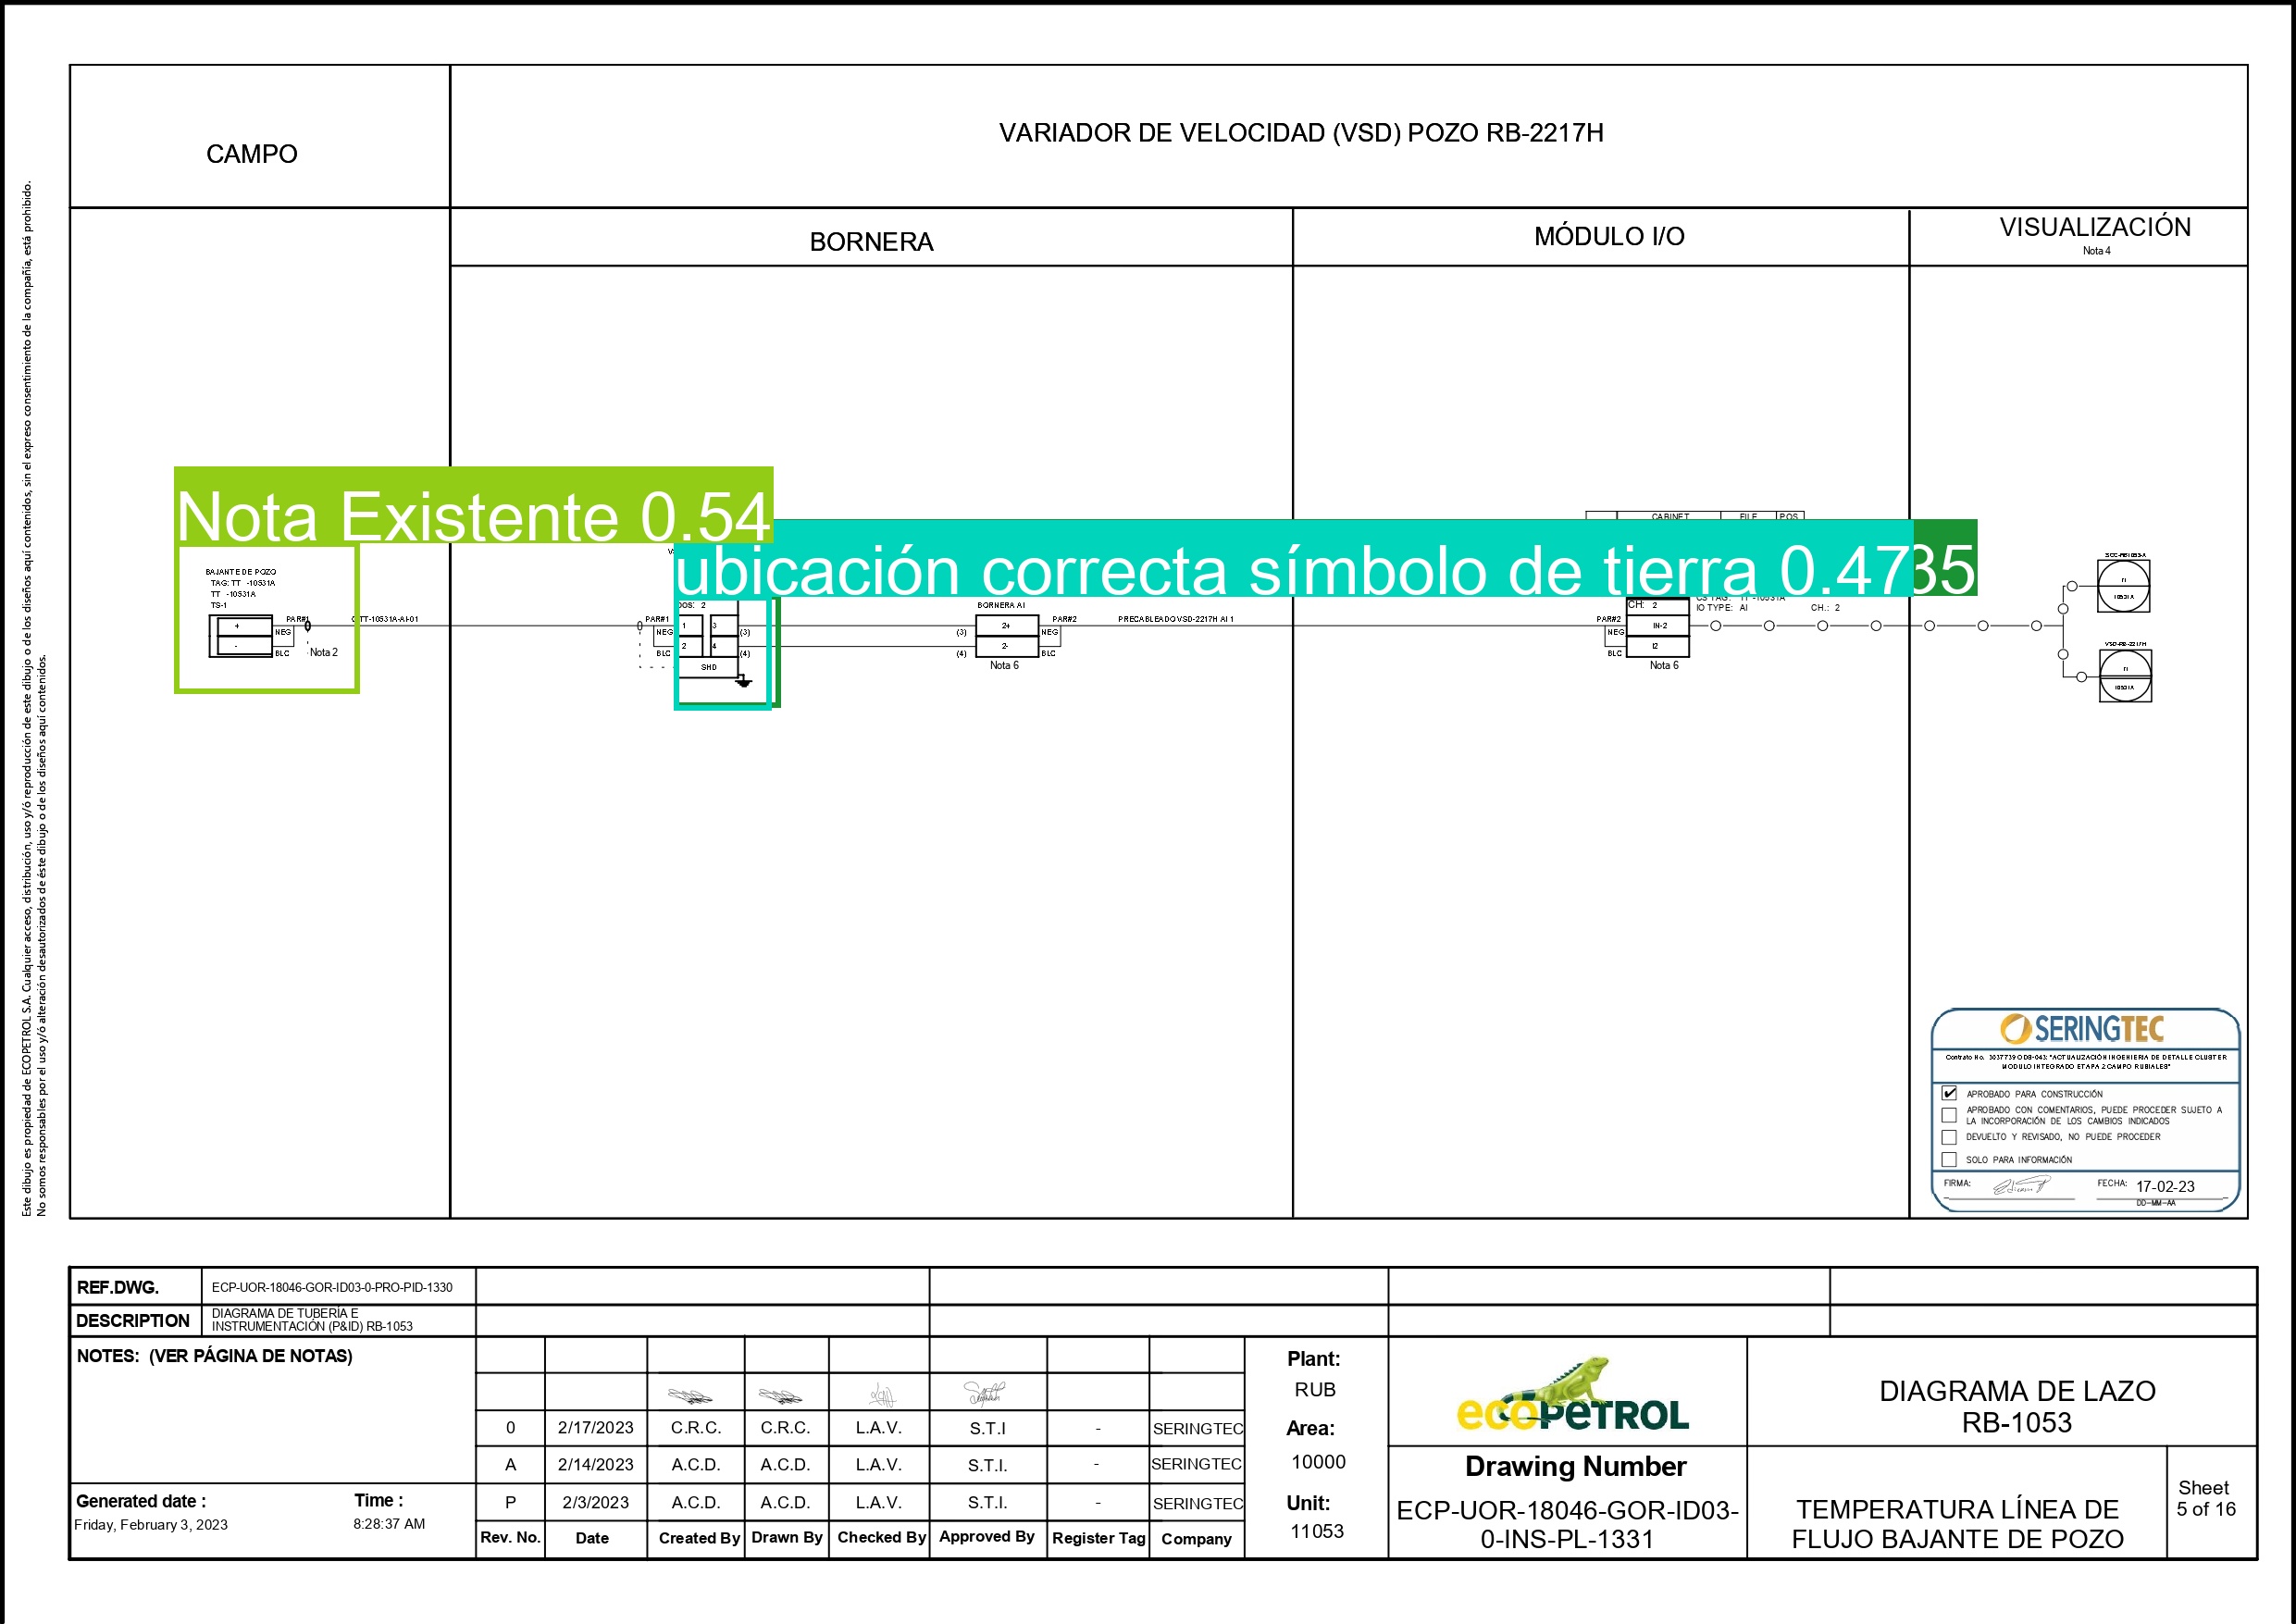 CAMPO
VARIADOR DE VELOCIDAD (VSD) POZO RB-2217H
BORNERA
MÓDULO I/O
VISUALIZACIÓN
Nota 4
Este dibujo es propiedad de ECOPETROL S.A. Cualquier acceso, distribución, uso y/ó reproducción de este dibujo o de los diseños aquí contenidos, sin el expreso consentimiento de la compañía, está prohibido.
No somos responsables por el uso y/ó alteración desautorizados de éste dibujo o de los diseños aquí contenidos.
Nota Existente 0.54
ubicación correcta símbolo de tierra 0.47
35
BAJANTE DE POZO
TAG: TT -10531A
TT -10531A
TS-1
+
-
PAR#1
NEG
BLC
Nota 2
TT-10531A-AI-01
PAR#1
NEG
BLC
POS: 2
1 3
2 4
SHD
(3)
(4)
(3)
(4)
BORNERA AI
2+
2-
Nota 6
PAR#2
NEG
BLC
PRECABLEADO VSD-2217H AI 1
CABINET FILE POS
CH: 2
IO TYPE: AI CH.: 2
PAR#2
NEG
BLC
IN-2
I2
Nota 6
10531A
VSD-RB-2217H
10531A
SERINGTEC
Contrato No. 3037739 ODS-043: "ACTUALIZACIÓN INGENIERIA DE DETALLE CLUSTER
MODULO INTEGRADO ETAPA 2 CAMPO RUBIALES"
APROBADO PARA CONSTRUCCIÓN
APROBADO CON COMENTARIOS, PUEDE PROCEDER SUJETO A
LA INCORPORACIÓN DE LOS CAMBIOS INDICADOS
DEVUELTO Y REVISADO, NO PUEDE PROCEDER
SOLO PARA INFORMACIÓN
FIRMA:
FECHA: 17-02-23
DD-MM-AA
REF.DWG.
ECP-UOR-18046-GOR-ID03-0-PRO-PID-1330
DESCRIPTION
DIAGRAMA DE TUBERÍA E
INSTRUMENTACIÓN (P&ID) RB-1053
NOTES: (VER PÁGINA DE NOTAS)
Generated date :
Friday, February 3, 2023
Time :
8:28:37 AM
0 2/17/2023 C.R.C. C.R.C. L.A.V. S.T.I - SERINGTEC
A 2/14/2023 A.C.D. A.C.D. L.A.V. S.T.I. - SERINGTEC
P 2/3/2023 A.C.D. A.C.D. L.A.V. S.T.I. - SERINGTEC
Rev. No. Date Created By Drawn By Checked By Approved By Register Tag Company
Plant:
RUB
Area:
10000
Unit:
11053
ecoPETROL
Drawing Number
ECP-UOR-18046-GOR-ID03-
0-INS-PL-1331
DIAGRAMA DE LAZO
RB-1053
TEMPERATURA LÍNEA DE
FLUJO BAJANTE DE POZO
Sheet
5 of 16